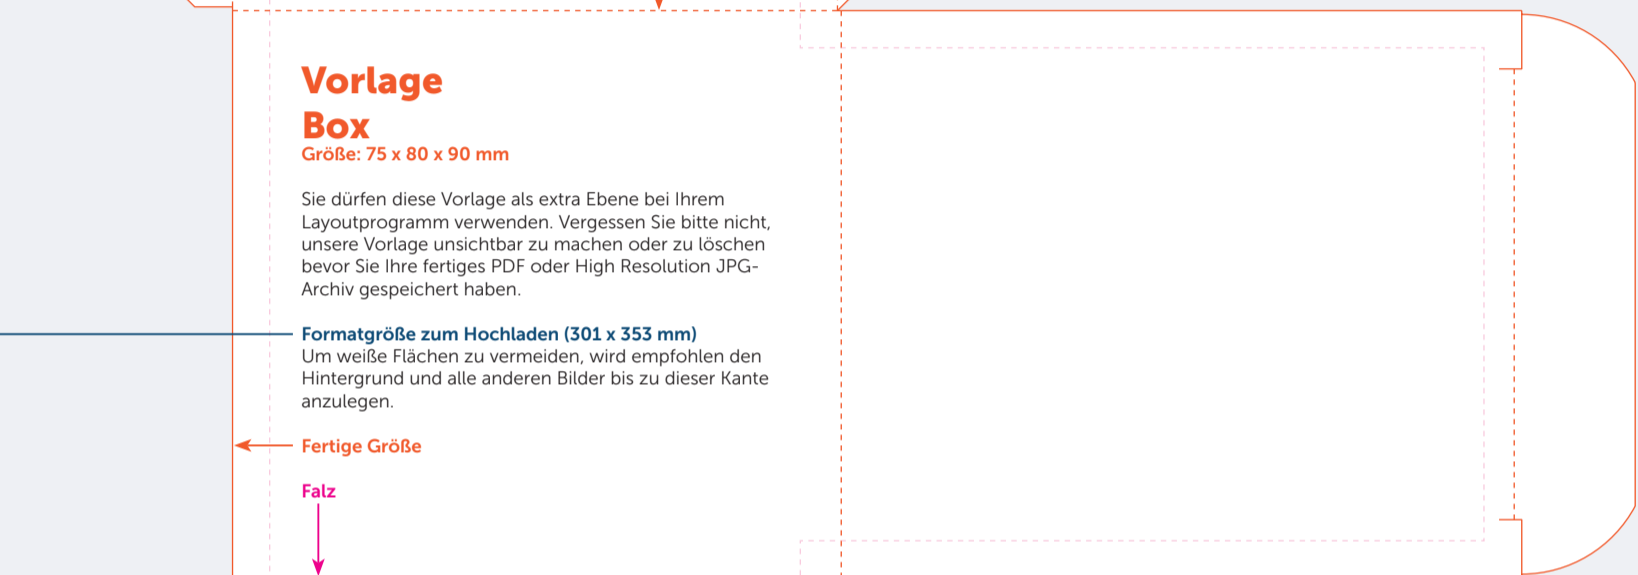 Vorlage
Box
Größe: 75 x 80 x 90 mm
Sie dürfen diese Vorlage als extra Ebene bei Ihrem
Layoutprogramm verwenden. Vergessen Sie bitte nicht,
unsere Vorlage unsichtbar zu machen oder zu löschen
bevor Sie Ihre fertiges PDF oder High Resolution JPG-
Archiv gespeichert haben.
Formatgröße zum Hochladen (301 x 353 mm)
Um weiße Flächen zu vermeiden, wird empfohlen den
Hintergrund und alle anderen Bilder bis zu dieser Kante
anzulegen.
Fertige Größe
Falz